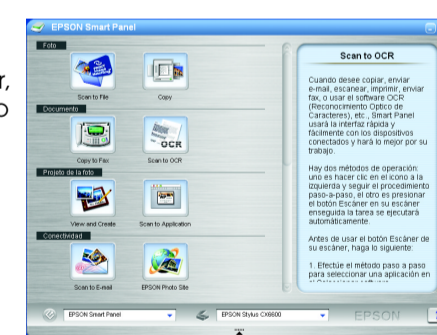 r,
o
EPSON Smart Panel
Foto
Scan to File
Copy
Documento
Copy to Fax
Scan to OCR
OCR
Projeto de la foto
View and Create
Scan to Application
Conectividad
Scan to E-mail
EPSON Photo Site
Scan to OCR
Cuando desee copiar, enviar
e-mail, escanear, imprimir, enviar
fax, o usar el software OCR
(Reconocimiento Optico de
Caracteres), etc., Smart Panel
usará la interfaz rápida y
fácilmente con los dispositivos
conectados y hará lo mejor por su
trabajo.
Hay dos métodos de operación:
uno es hacer clic en el icono a la
izquierda y seguir el procedimiento
paso-a-paso, el otro es presionar
el botón Escáner en su escáner
enseguida la tarea se ejecutará
automáticamente.
Antes de usar el botón Escáner de
su escáner, haga lo siguiente:
1. Efectúe el método paso a paso
para seleccionar una aplicación en
EPSON Smart Panel
EPSON Stylus CX6600
EPSON